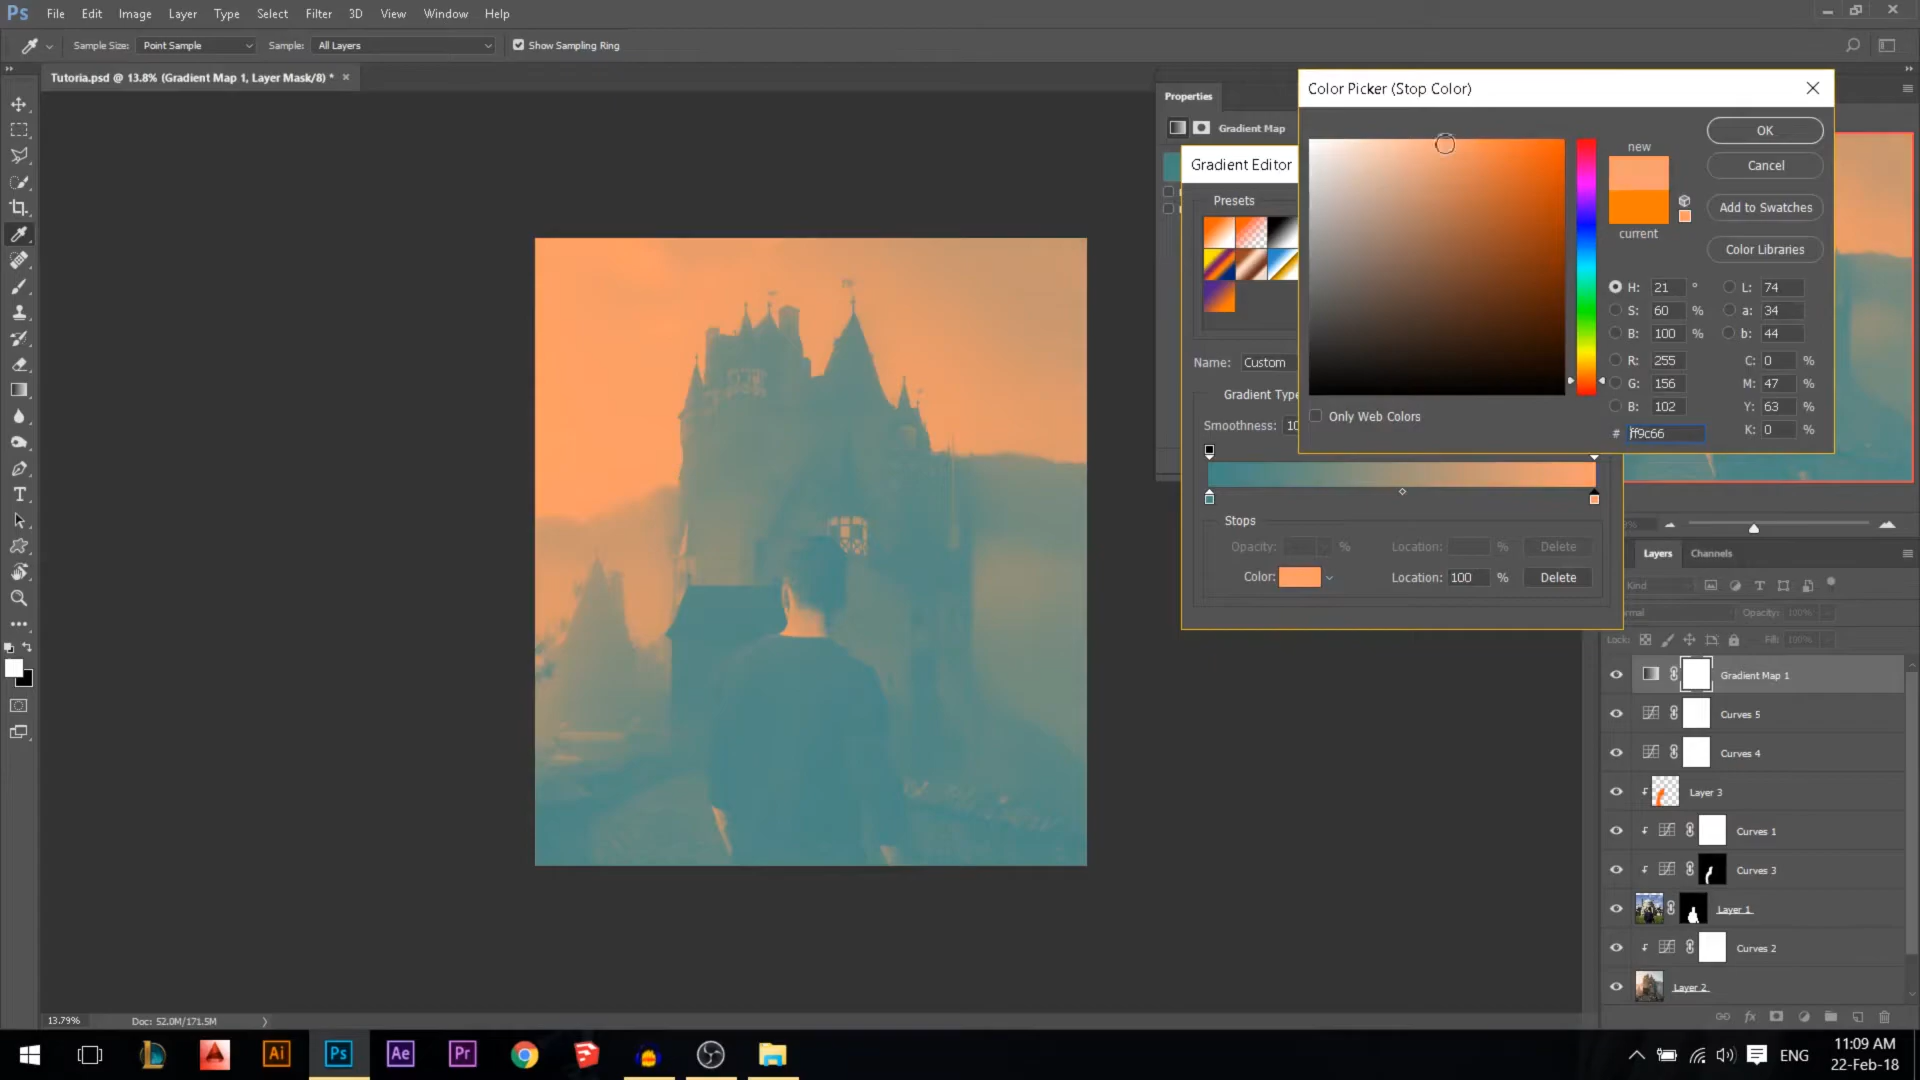 Ps File Edit Image Layer Type Select Filter 3D View Window Help
Sample Size: Point Sample Sample: All Layers Show Sampling Ring
Tutoria.psd @ 13.8% (Gradient Map 1, Layer Mask/8) *
Properties
Gradient Map
Gradient Editor
Presets
Name: Custom
Gradient Type
Smoothness: 10
Color Picker (Stop Color)
new
current
OK
Cancel
Add to Swatches
Color Libraries
H: 21 ° L: 74
S: 60 % a: 34
B: 100 % b: 44
R: 255 C: 0 %
G: 156 M: 47 %
B: 102 Y: 63 %
# ff9c66 K: 0 %
Only Web Colors
Stops
Opacity: % Location: % Delete
Color: Location: 100 % Delete
Layers Channels
Kind
Opacity: 100%
Lock: Fill: 100%
Gradient Map 1
Curves 5
Curves 4
Layer 3
Curves 1
Curves 3
Layer 1
Curves 2
Layer 2
fx
13.79% Doc: 52.0M/171.5M
Ai Ps Ae Pr
ENG
11:09 AM
22-Feb-18